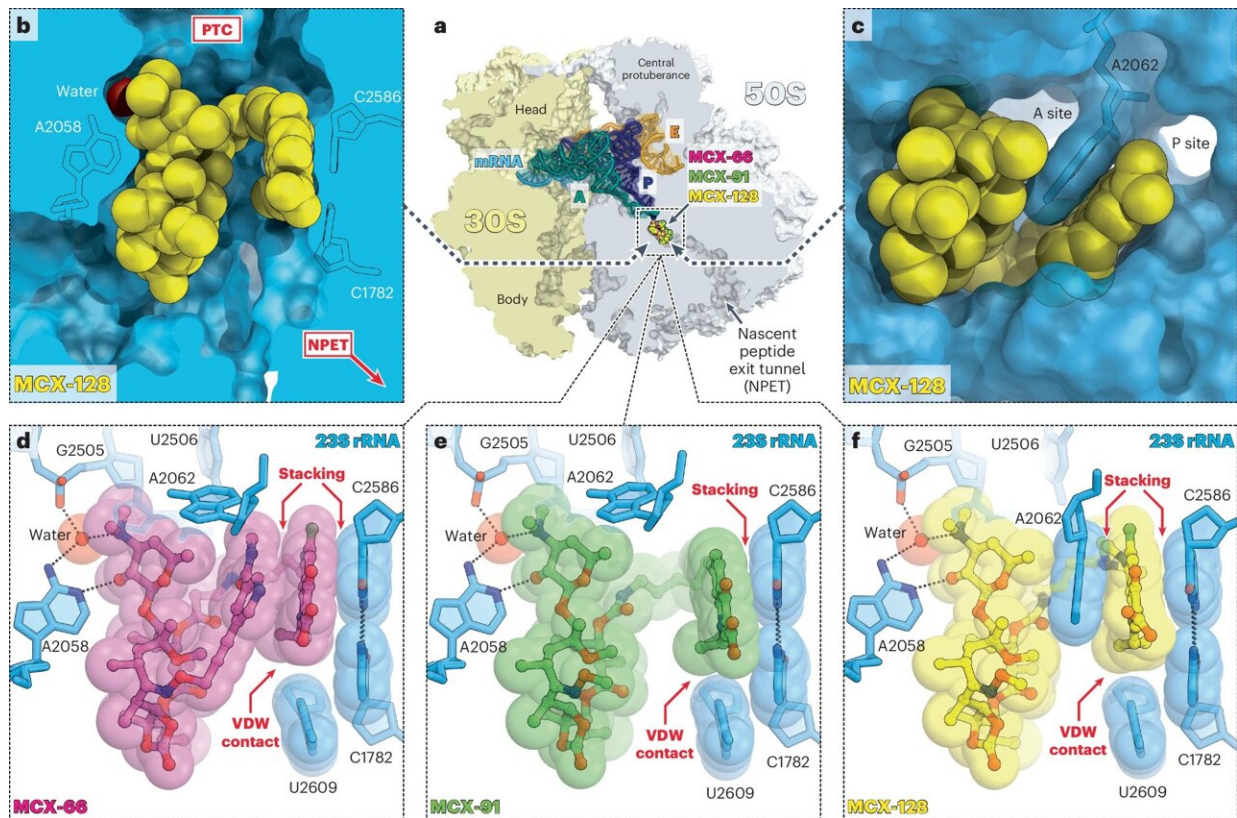 b
PTC
Water
A2058
C2586
C1782
NPET
MCX-128
a
Central
protuberance
50S
Head
E
mRNA
MCX-66
MCX-91
MCX-128
A
P
30S
Body
Nascent
peptide
exit tunnel
(NPET)
c
A2062
A site
P site
MCX-128
d
U2506
23S rRNA
G2505
A2062
Stacking
C2586
Water
A2058
VDW
contact
C1782
U2609
MCX-66
e
U2506
23S rRNA
G2505
A2062
Stacking
C2586
Water
A2058
VDW
contact
C1782
U2609
MCX-91
f
U2506
23S rRNA
G2505
Stacking
A2062
C2586
Water
A2058
VDW
contact
C1782
U2609
MCX-128